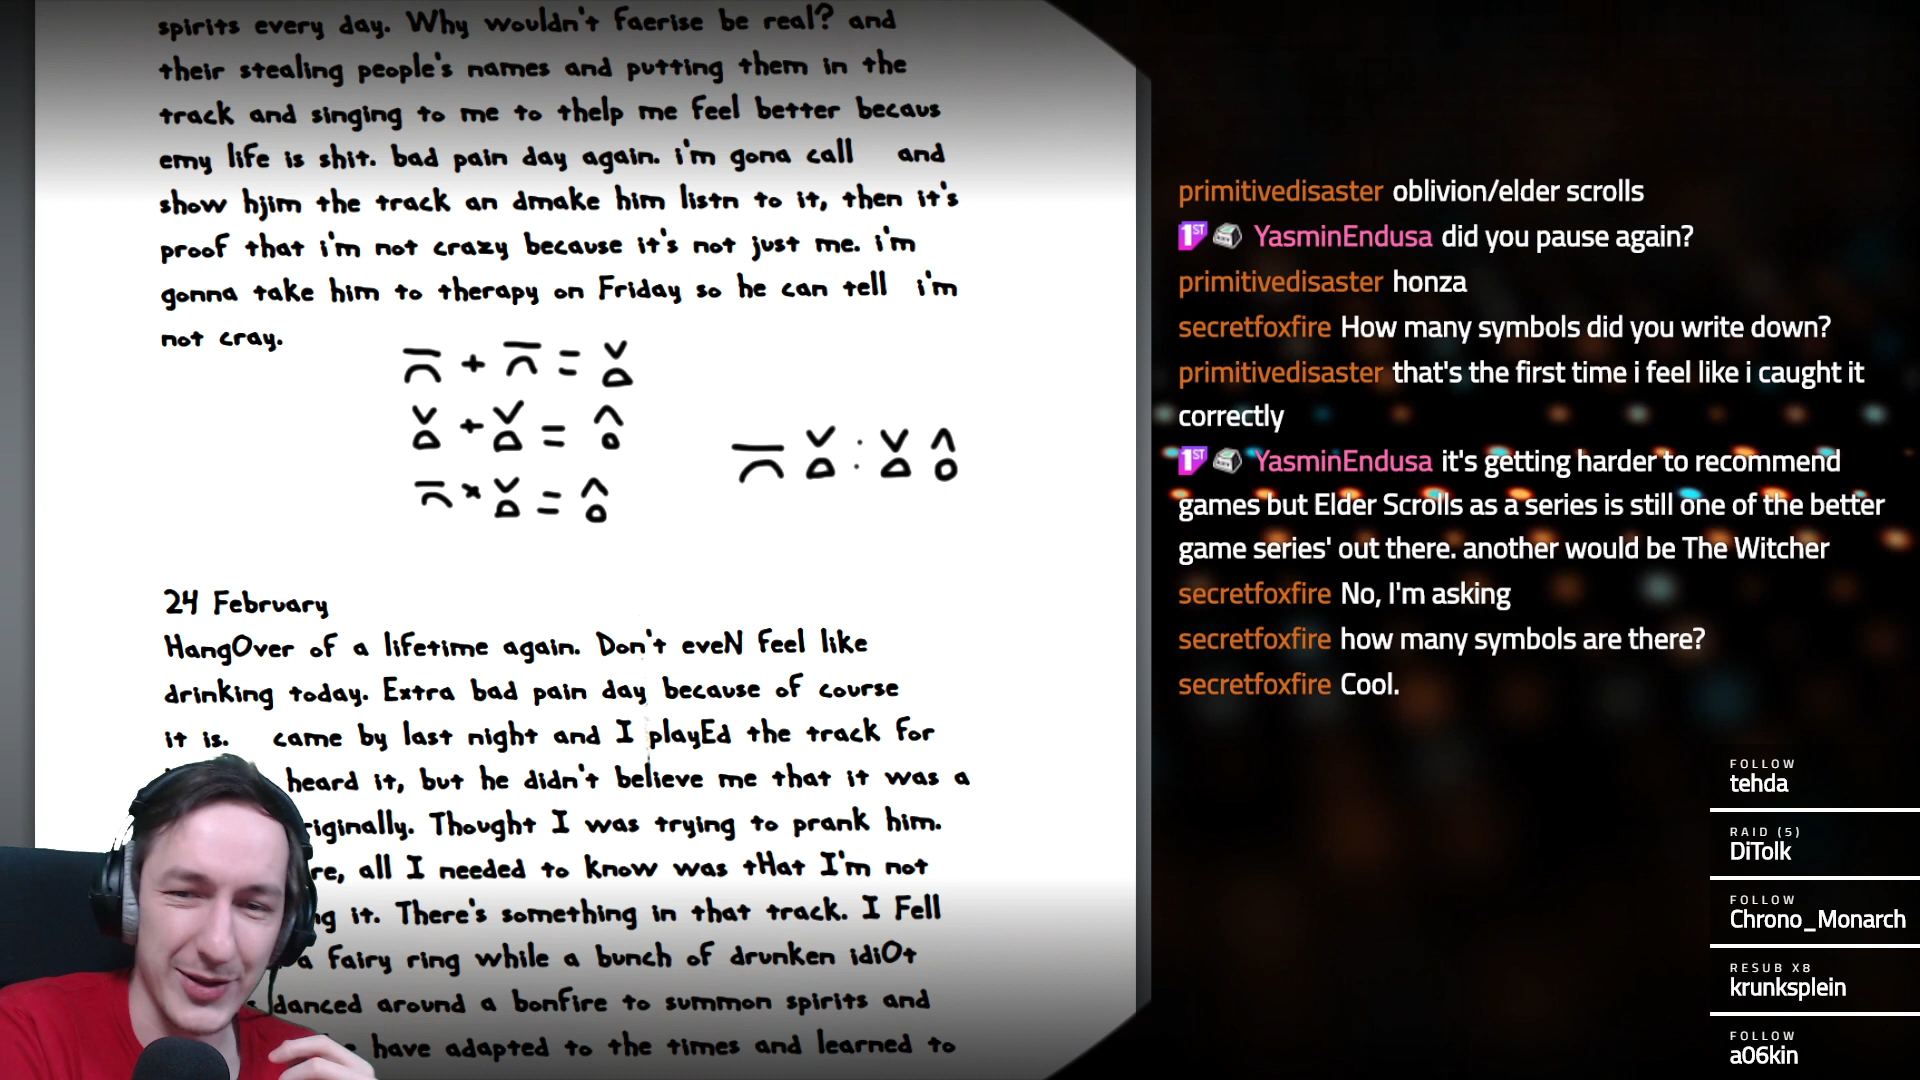 spirits every day. Why wouldn't Faerise be real? and
their stealing people's names and putting them in the
track and singing to me to thelp me feel better becaus
emy life is shit. bad pain day again. i'm gona call and
show hjim the track an dmake him listn to it, then it's
proof that i'm not crazy because it's not just me. i'm
gonna take him to therapy on Friday so he can tell i'm
not cray.
24 February
HangOver of a lifetime again. Don't eveN feel like
drinking today. Extra bad pain day because of course
it is. came by last night and I playEd the track for
heard it, but he didn't believe me that it was a
iginally. Thought I was trying to prank him.
re, all I needed to know was tHat I'm not
g it. There's something in that track. I Fell
a fairy ring while a bunch of drunken idiOt
s danced around a bonfire to summon spirits and
have adapted to the times and learned to
primitivedisaster oblivion/elder scrolls
1ST YasminEndusa did you pause again?
primitivedisaster honza
secretfoxfire How many symbols did you write down?
primitivedisaster that's the first time i feel like i caught it
correctly
1ST YasminEndusa it's getting harder to recommend
games but Elder Scrolls as a series is still one of the better
game series' out there. another would be The Witcher
secretfoxfire No, I'm asking
secretfoxfire how many symbols are there?
secretfoxfire Cool.
FOLLOW
tehda
RAID (5)
DiTolk
FOLLOW
Chrono_Monarch
RESUB X8
krunksplein
FOLLOW
a06kin